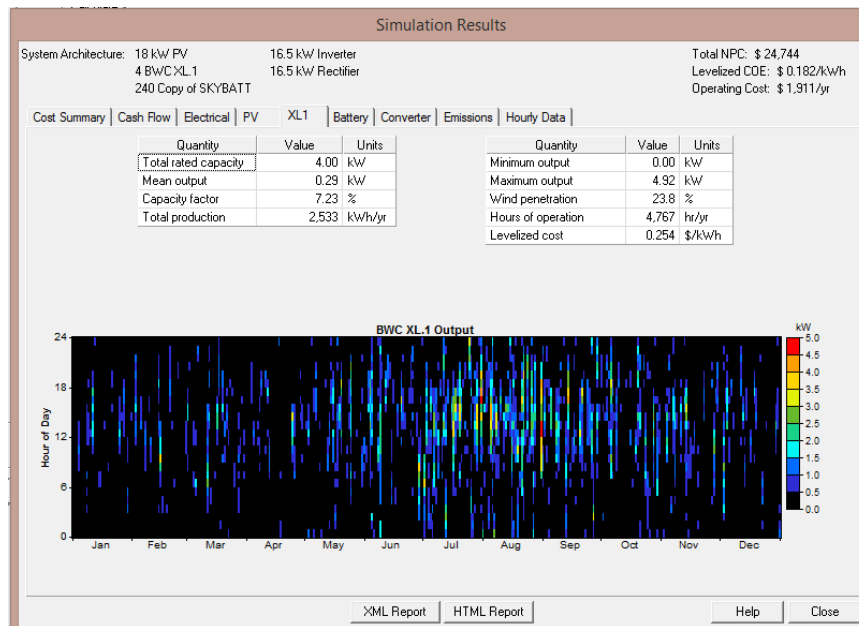 Simulation Results
System Architecture: 18 kW PV 16.5 kW Inverter Total NPC: $ 24,744
4 BWC XL.1 16.5 kW Rectifier Levelized COE: $ 0.182/kWh
240 Copy of SKYBATT Operating Cost: $ 1,911/yr
Cost Summary Cash Flow Electrical PV XL1 Battery Converter Emissions Hourly Data
Quantity Value Units Quantity Value Units
Total rated capacity 4.00 kW Minimum output 0.00 kW
Mean output 0.29 kW Maximum output 4.92 kW
Capacity factor 7.23 % Wind penetration 23.8 %
Total production 2,533 kWh/yr Hours of operation 4,767 hr/yr
Levelized cost 0.254 $/kWh
BWC XL.1 Output
kW
24
18
12
6
0
Hour of Day
Jan Feb Mar Apr May Jun Jul Aug Sep Oct Nov Dec
5.0
4.5
4.0
3.5
3.0
2.5
2.0
1.5
1.0
0.5
0.0
XML Report HTML Report Help Close